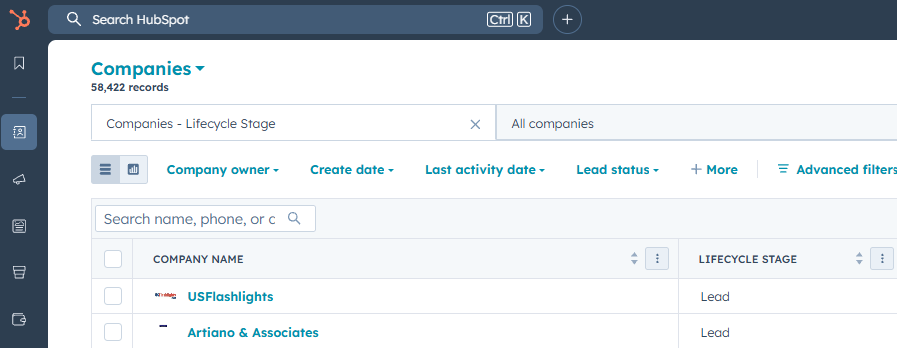 Search HubSpot Ctrl K
Companies
58,422 records
Companies - Lifecycle Stage
All companies
Company owner Create date Last activity date Lead status + More Advanced filters
Search name, phone, or
COMPANY NAME LIFECYCLE STAGE
USFlashlights Lead
Artiano & Associates Lead